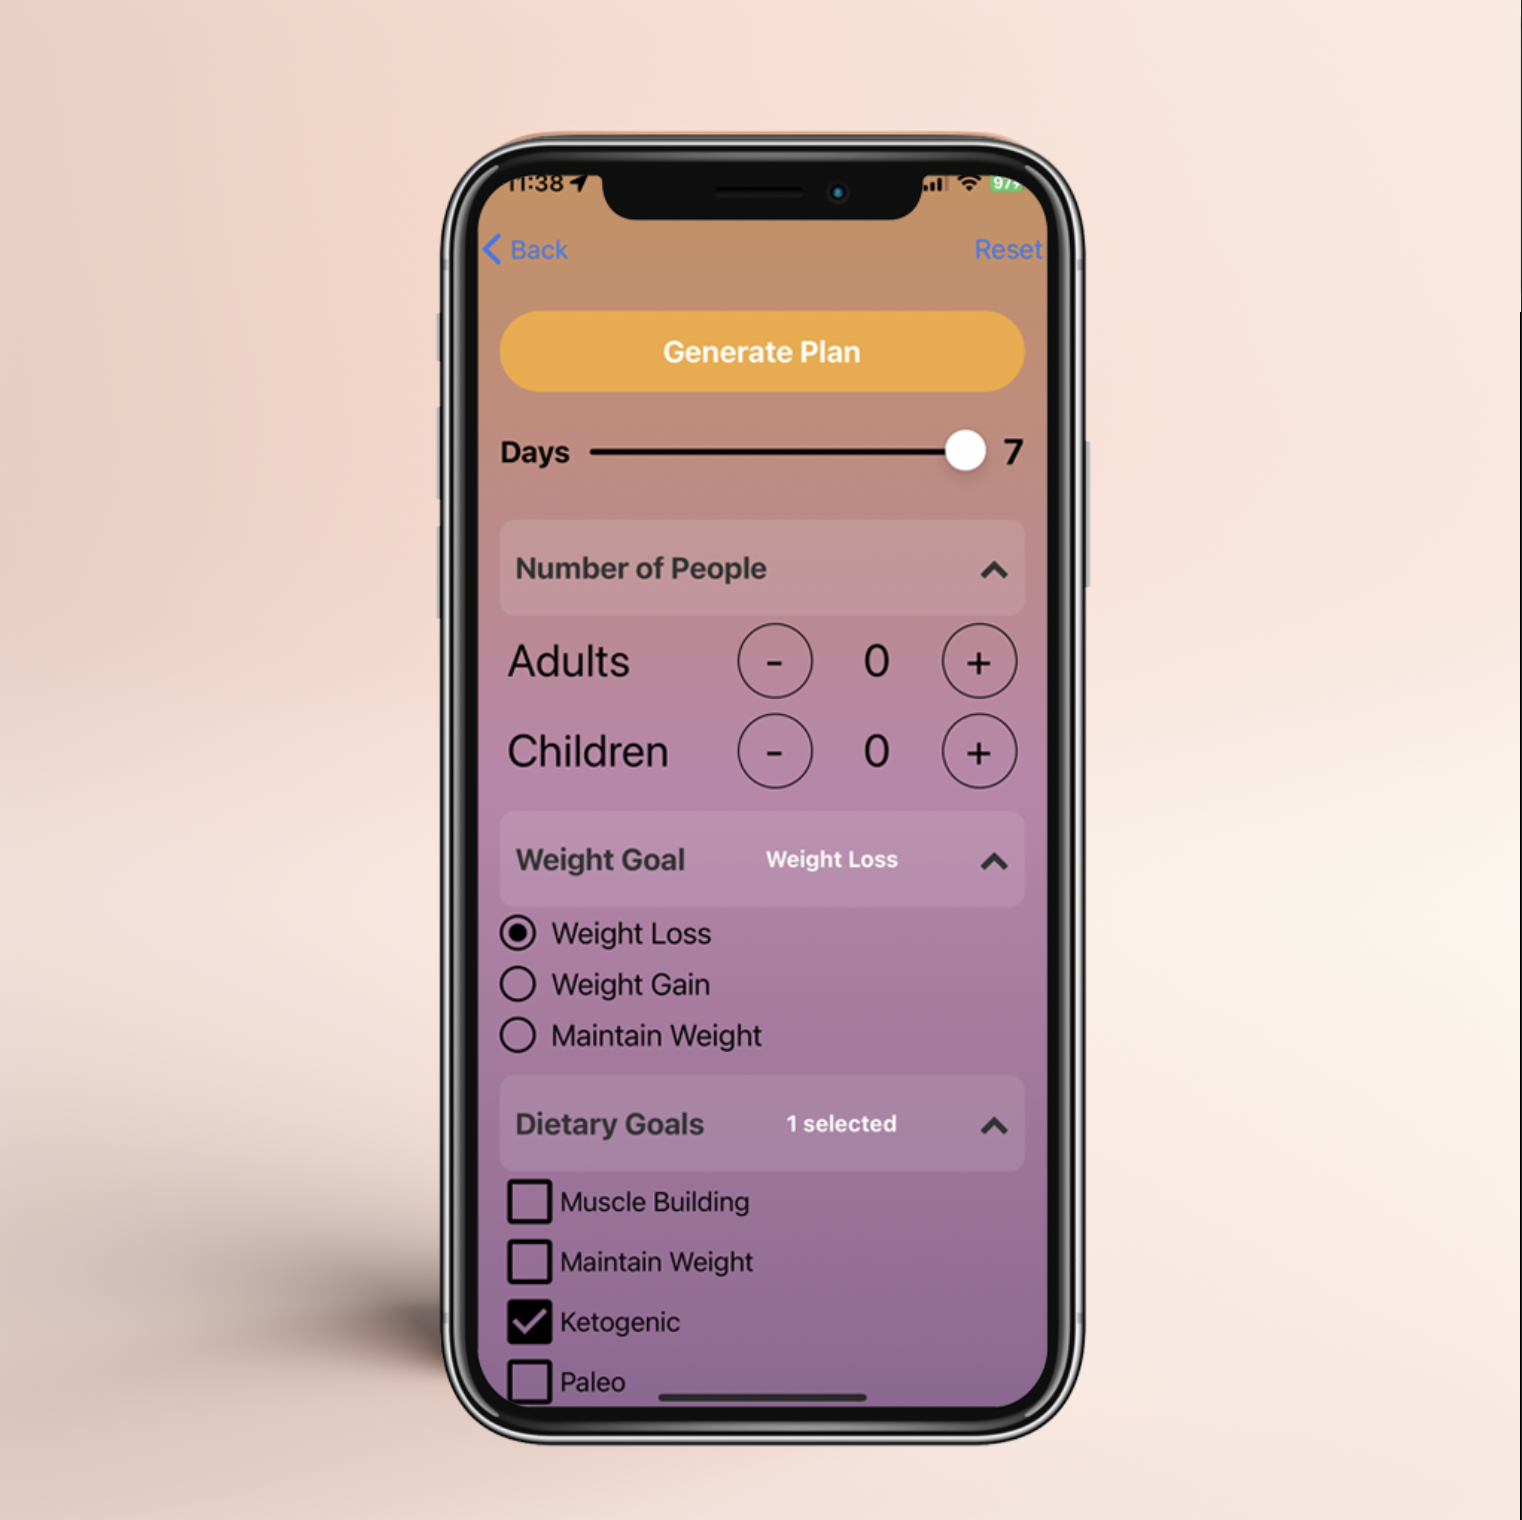 11:38 97
Back Reset
Generate Plan
Days 7
Number of People
Adults - 0 +
Children - 0 +
Weight Goal Weight Loss
Weight Loss
Weight Gain
Maintain Weight
Dietary Goals 1 selected
Muscle Building
Maintain Weight
Ketogenic
Paleo